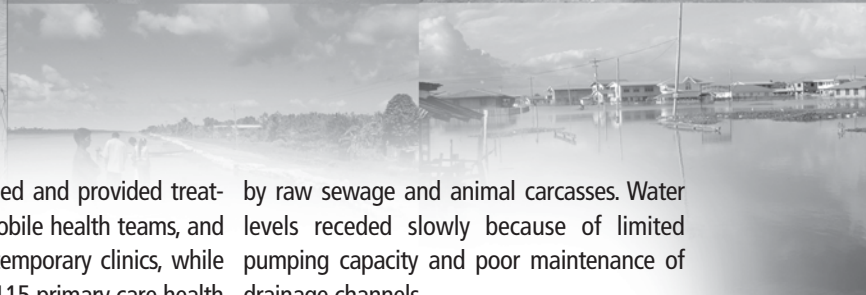 ed and provided treat-
obile health teams, and
emporary clinics, while
115 primary care health
by raw sewage and animal carcasses. Water
levels receded slowly because of limited
pumping capacity and poor maintenance of
drainage channels.